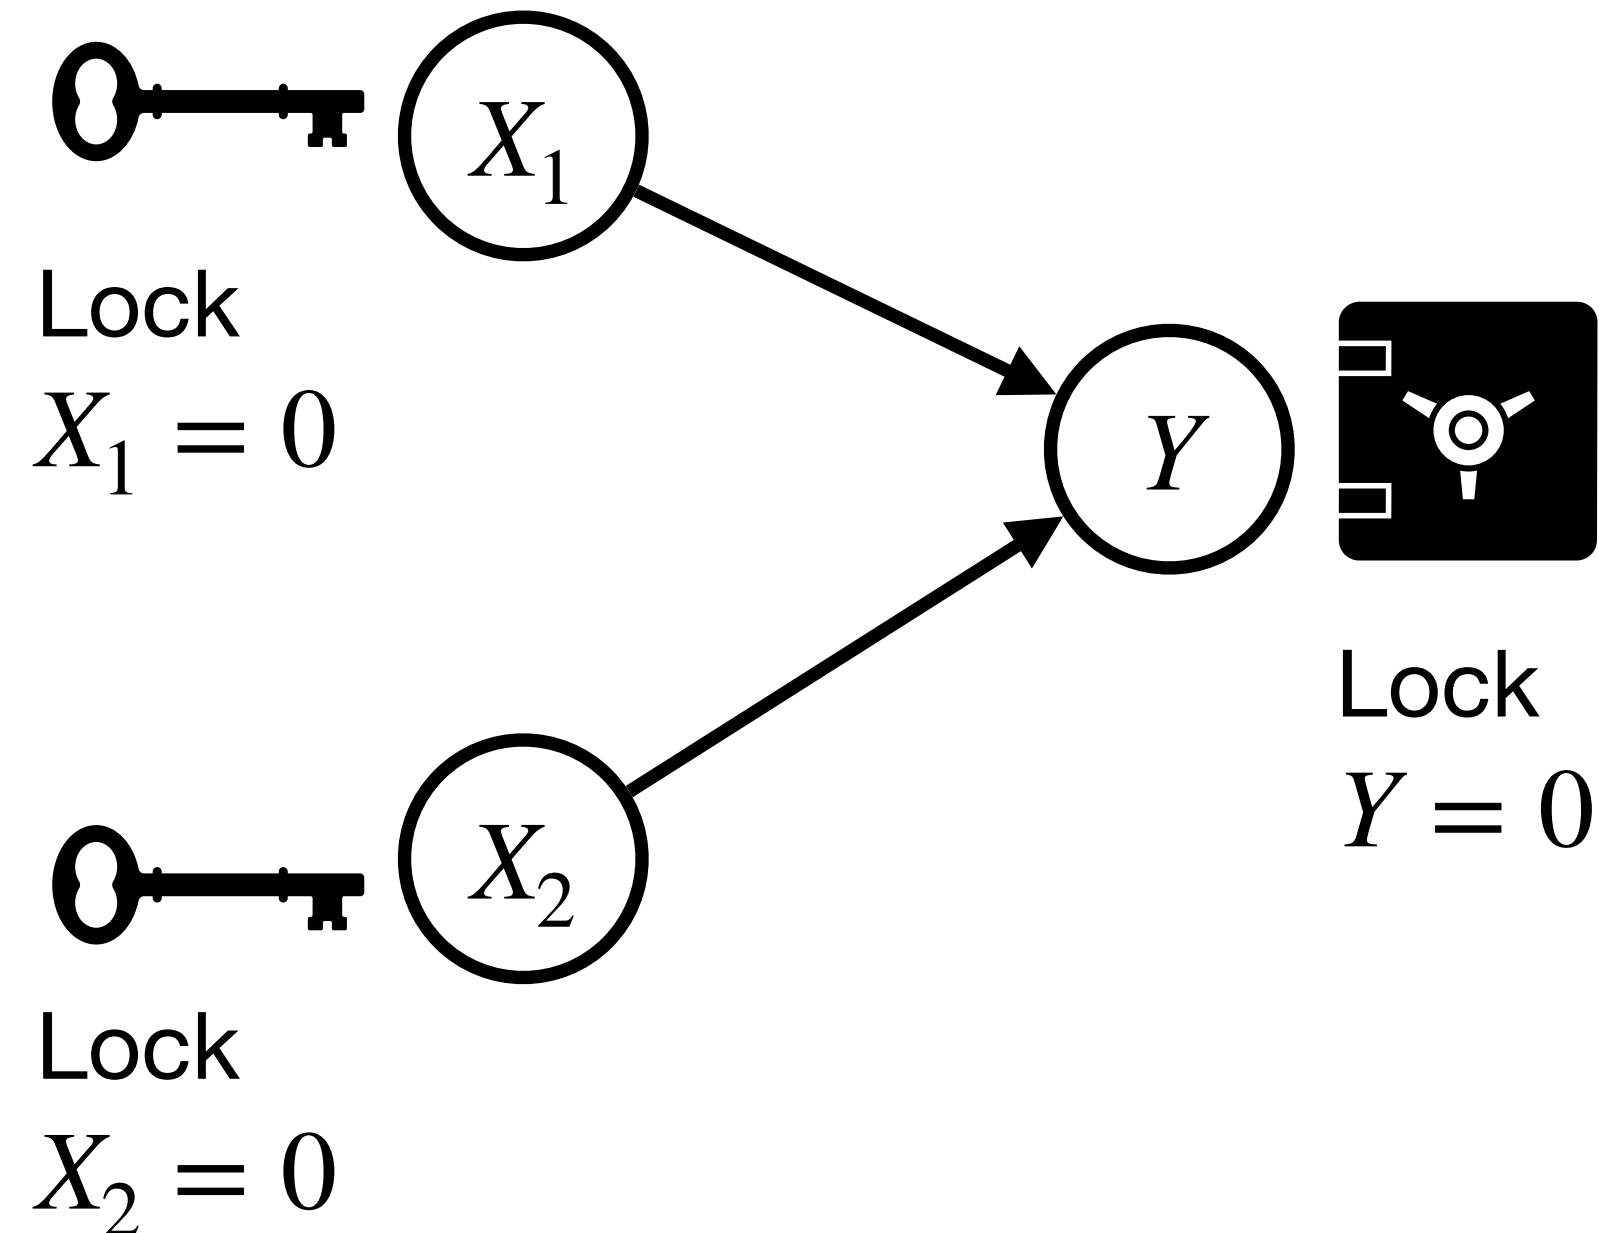 X₁
Lock
X₁ = 0
Y
Lock
Y = 0
X₂
Lock
X₂ = 0